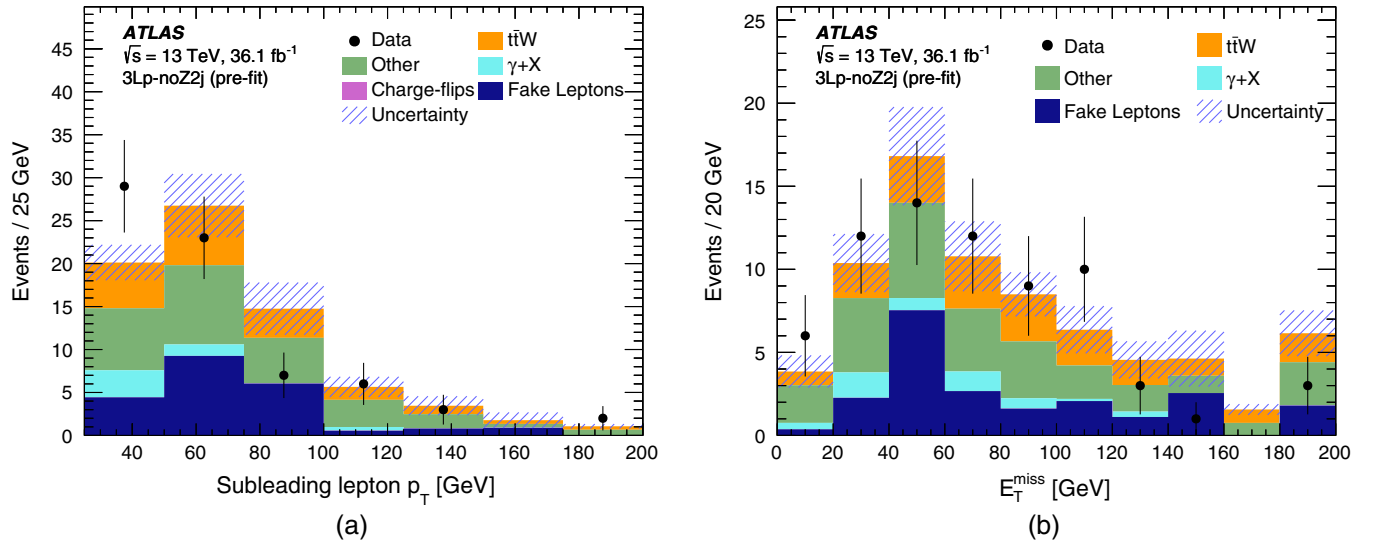 ATLAS
√s = 13 TeV, 36.1 fb⁻¹
3Lp-noZ2j (pre-fit)
Data
tt̄W
Other
γ+X
Charge-flips
Fake Leptons
Uncertainty
Events / 25 GeV
45
40
35
30
25
20
15
10
5
0
40 60 80 100 120 140 160 180 200
Subleading lepton p_T [GeV]
(a)
ATLAS
√s = 13 TeV, 36.1 fb⁻¹
3Lp-noZ2j (pre-fit)
Data
tt̄W
Other
γ+X
Fake Leptons
Uncertainty
Events / 20 GeV
25
20
15
10
5
0
0 20 40 60 80 100 120 140 160 180 200
E_T^miss [GeV]
(b)